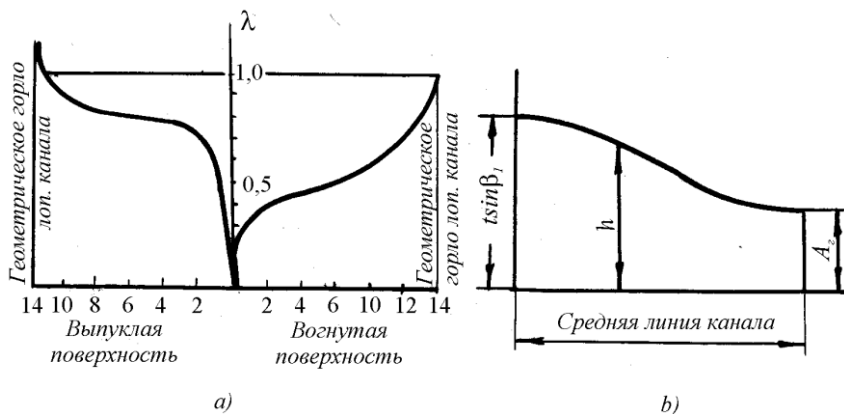 λ
1,0
0,5
Геометрическое горло
лоп. канала
Геометрическое
горло лоп. канала
14 10 8 6 4 2
2 4 6 10 12 14
Выпуклая
поверхность
Вогнутая
поверхность
а)
tsinβ₁
h
Aг
Средняя линия канала
b)